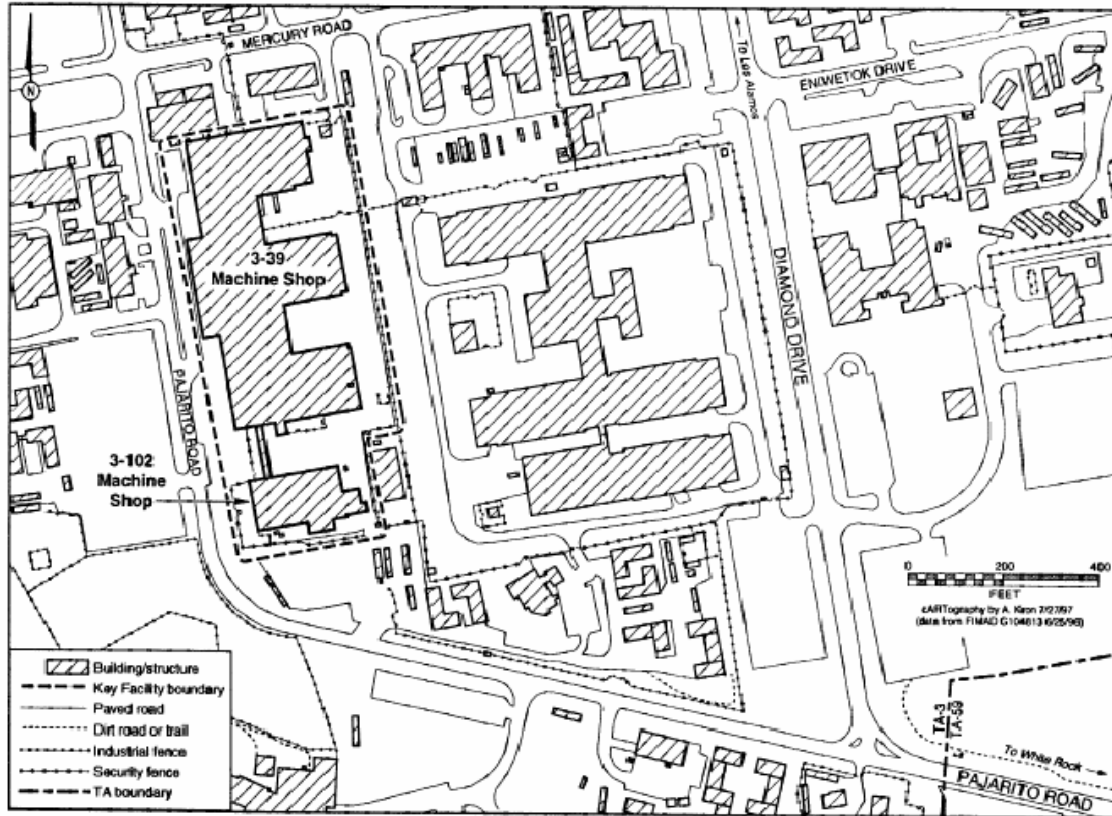 N
MERCURY ROAD
To Los Alamos
ENIWETOK DRIVE
3-39
Machine Shop
DIAMOND DRIVE
PAJARITO ROAD
3-102
Machine
Shop
0 200 400
FEET
cARTography by A. Kron 7/27/97
(data from FIMAD G104813 6/25/96)
Building/structure
Key Facility boundary
Paved road
Dirt road or trail
Industrial fence
Security fence
TA boundary
TA-3
TA-59
To White Rock
PAJARITO ROAD